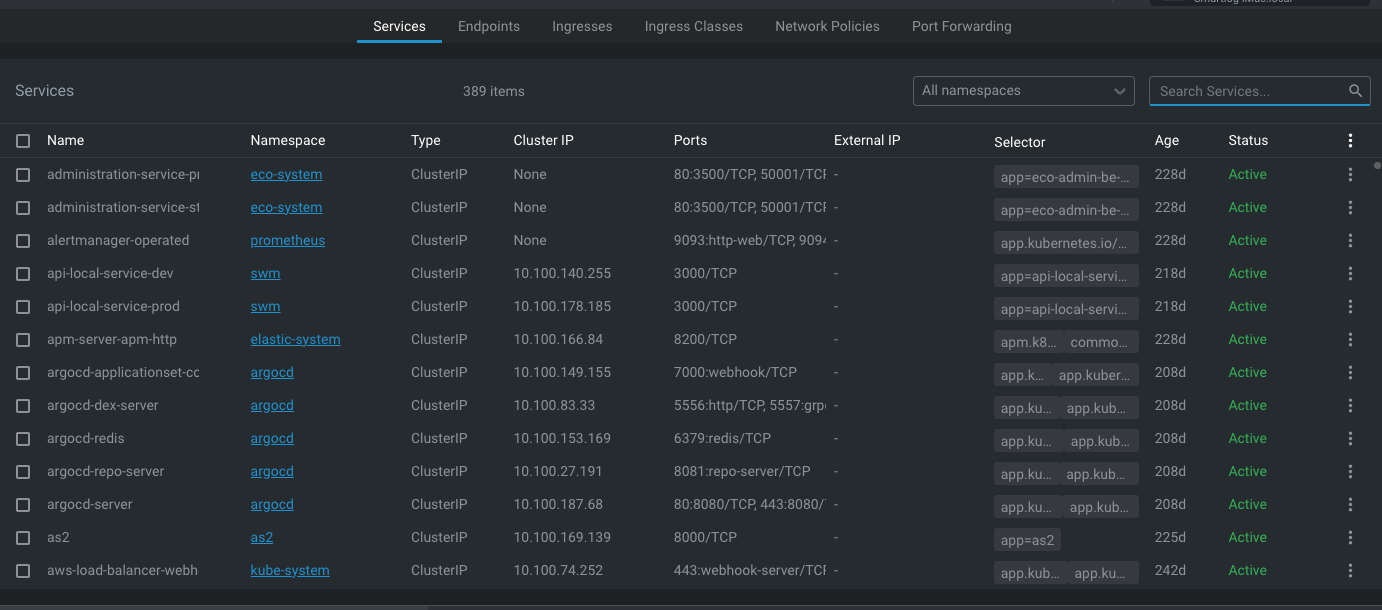 Services Endpoints Ingresses Ingress Classes Network Policies Port Forwarding
Services 389 items All namespaces Search Services...
Name Namespace Type Cluster IP Ports External IP Selector Age Status
administration-service-pr eco-system ClusterIP None 80:3500/TCP, 50001/TCF - app=eco-admin-be-... 228d Active
administration-service-st eco-system ClusterIP None 80:3500/TCP, 50001/TCF - app=eco-admin-be-... 228d Active
alertmanager-operated prometheus ClusterIP None 9093:http-web/TCP, 9094 - app.kubernetes.io/... 228d Active
api-local-service-dev swm ClusterIP 10.100.140.255 3000/TCP - app=api-local-servi... 218d Active
api-local-service-prod swm ClusterIP 10.100.178.185 3000/TCP - app=api-local-servi... 218d Active
apm-server-apm-http elastic-system ClusterIP 10.100.166.84 8200/TCP - apm.k8... commo... 228d Active
argocd-applicationset-cc argocd ClusterIP 10.100.149.155 7000:webhook/TCP - app.k... app.kuber... 208d Active
argocd-dex-server argocd ClusterIP 10.100.83.33 5556:http/TCP, 5557:grp - app.ku... app.kub... 208d Active
argocd-redis argocd ClusterIP 10.100.153.169 6379:redis/TCP - app.ku... app.kub... 208d Active
argocd-repo-server argocd ClusterIP 10.100.27.191 8081:repo-server/TCP - app.ku... app.kub... 208d Active
argocd-server argocd ClusterIP 10.100.187.68 80:8080/TCP, 443:8080/ - app.ku... app.kub... 208d Active
as2 as2 ClusterIP 10.100.169.139 8000/TCP - app=as2 225d Active
aws-load-balancer-webh kube-system ClusterIP 10.100.74.252 443:webhook-server/TCF - app.kub... app.ku... 242d Active